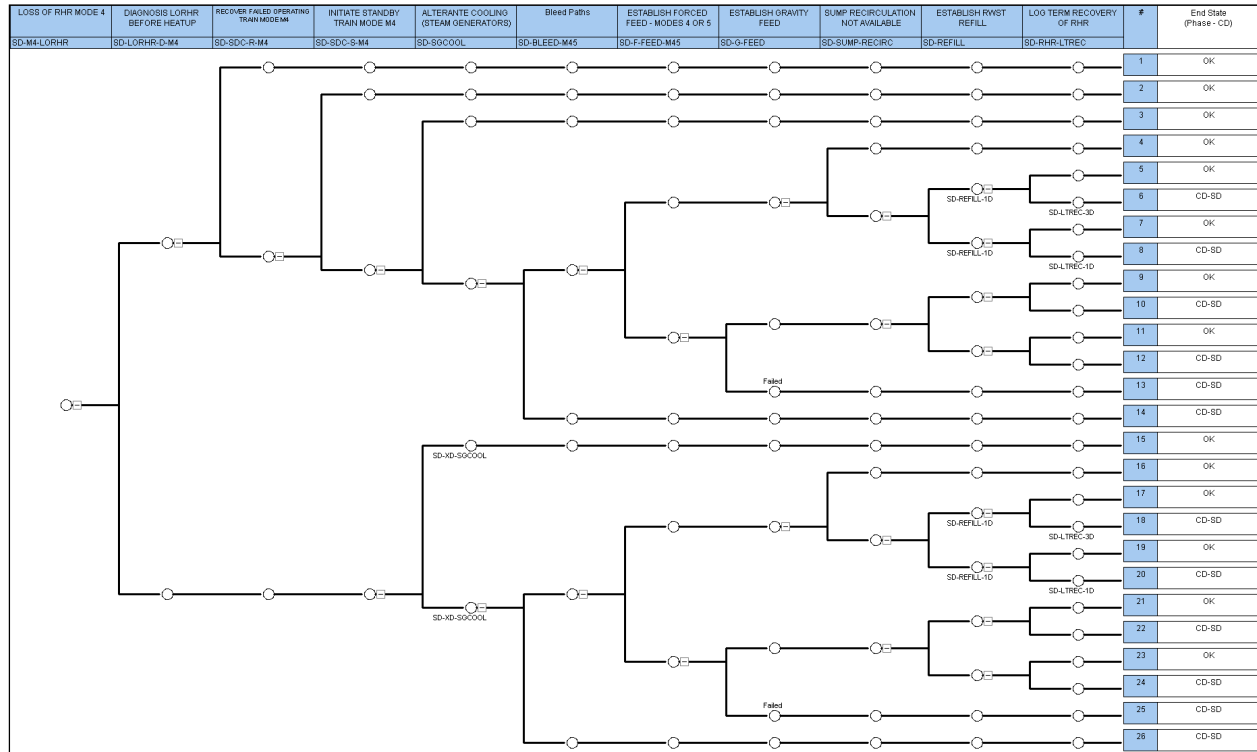 LOSS OF RHR MODE 4
DIAGNOSIS LORHR
BEFORE HEATUP
RECOVER FAILED OPERATING
TRAIN MODE M4
INITIATE STANDBY
TRAIN MODE M4
ALTERANTE COOLING
(STEAM GENERATORS)
Bleed Paths
ESTABLISH FORCED
FEED - MODES 4 OR 5
ESTABLISH GRAVITY
FEED
SUMP RECIRCULATION
NOT AVAILABLE
ESTABLISH RWST
REFILL
LOG TERM RECOVERY
OF RHR
#
End State
(Phase - CD)
SD-M4-LORHR
SD-LORHR-D-M4
SD-SDC-R-M4
SD-SDC-S-M4
SD-SGCOOL
SD-BLEED-M45
SD-F-FEED-M45
SD-G-FEED
SD-SUMP-RECIRC
SD-REFILL
SD-RHR-LTREC
1 OK
2 OK
3 OK
4 OK
5 OK
SD-REFILL-1D
6 CD-SD
SD-LTREC-3D
7 OK
SD-REFILL-1D
8 CD-SD
SD-LTREC-1D
9 OK
10 CD-SD
11 OK
12 CD-SD
Failed
13 CD-SD
14 CD-SD
15 OK
SD-XD-SGCOOL
16 OK
17 OK
SD-REFILL-1D
18 CD-SD
SD-LTREC-3D
19 OK
SD-REFILL-1D
20 CD-SD
SD-LTREC-1D
21 OK
SD-XD-SGCOOL
22 CD-SD
23 OK
24 CD-SD
Failed
25 CD-SD
26 CD-SD